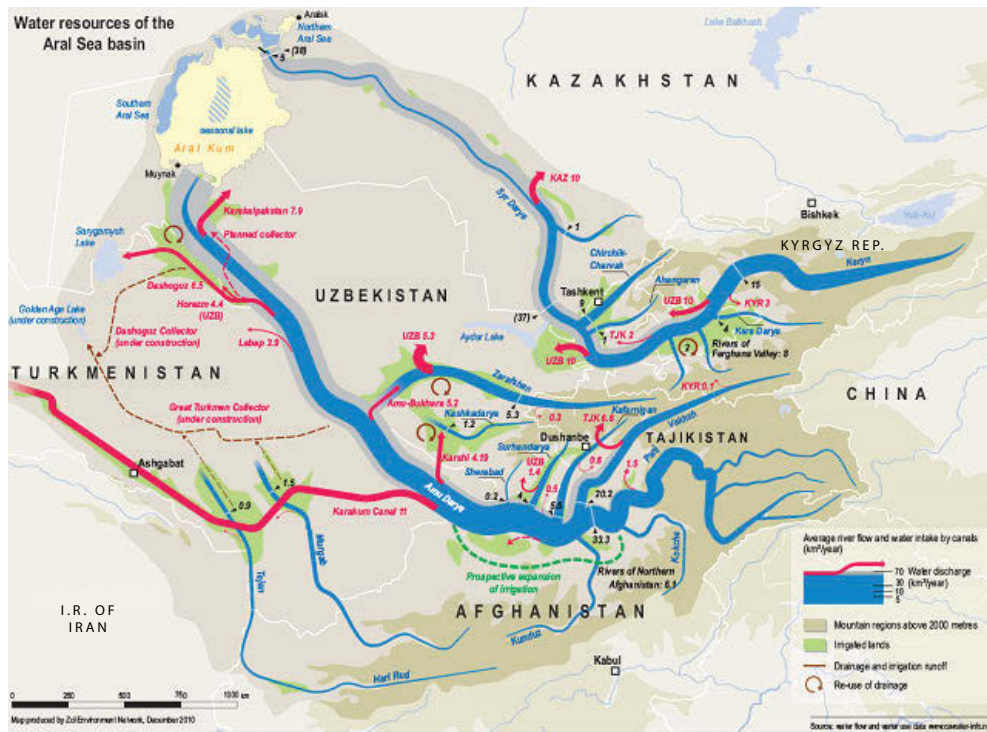 Water resources of the
Aral Sea basin
Aralsk
Northern
Aral Sea
(38)
5
Lake Balkhash
KAZAKHSTAN
Southern
Aral Sea
seasonal lake
Aral Kum
Muynak
KAZ 10
Syr Darya
Bishkek
Karakalpakstan 7.9
Planned collector
1
Chirchik-
Charvak
KYRGYZ REP.
Sarygamysh
Lake
Naryn
Ahangaran
15
Dashoguz 6.5
UZBEKISTAN
Tashkent
UZB 10
KYR 3
Horezm 4.4
(UZB)
Golden Age Lake
(under construction)
9
(37)
4
Kara Darya
Dashoguz Collector
(under construction)
UZB 5.3
Aydar Lake
1
TJK 2
Rivers of
Ferghana Valley: 8
2
Lebap 3.9
UZB 10
TURKMENISTAN
Zarafshan
KYR 0.1
CHINA
Amu-Bukhara 5.2
5.3
0.3
Kafarnigan
Great Turkmen Collector
(under construction)
Kashkadarya
1.2
TJK 6.6
Vakhsh
Surhandarya
Dushanbe
TAJIKISTAN
Ashgabat
Karshi 4.19
Sherabad
UZB
1.4
0.6
1.5
Panj
1.5
0.9
Amu Darya
0.2
4
0.5
20.2
Karakum Canal 11
33.3
Murgab
Kokcha
Tejen
Prospective expansion
of irrigation
Rivers of Northern
Afghanistan: 6.1
AFGHANISTAN
I.R. OF
IRAN
Kunduz
Kabul
Hari Rud
Average river flow and water intake by canals
(km³/year)
70 Water discharge
30 (km³/year)
10
5
Mountain regions above 2000 metres
Irrigated lands
Drainage and irrigation runoff
Re-use of drainage
0 250 500 750 1000 km
Map produced by Zoï Environment Network, December 2010
Source: water flow and water use data www.cawater-info.net